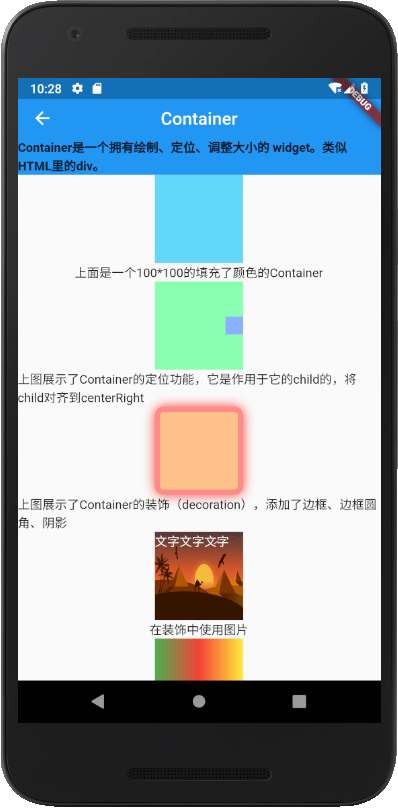 10:28
DEBUG
Container
Container是一个拥有绘制、定位、调整大小的 widget。类似
HTML里的div。
上面是一个100*100的填充了颜色的Container
上图展示了Container的定位功能，它是作用于它的child的，将
child对齐到centerRight
上图展示了Container的装饰（decoration），添加了边框、边框圆
角、阴影
文字文字文字
在装饰中使用图片